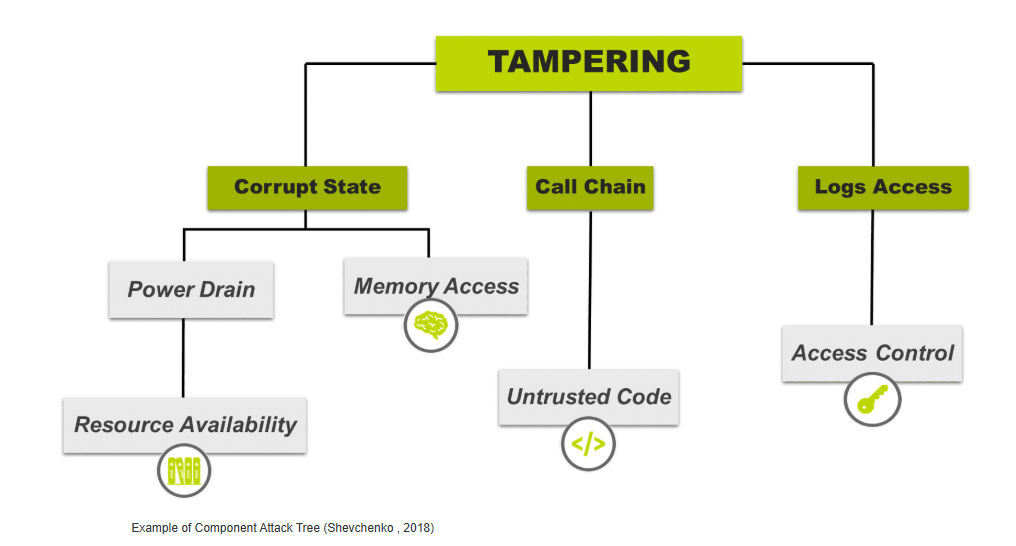 TAMPERING
Corrupt State
Call Chain
Logs Access
Power Drain
Memory Access
Access Control
Untrusted Code
</>
Resource Availability
Example of Component Attack Tree (Shevchenko , 2018)